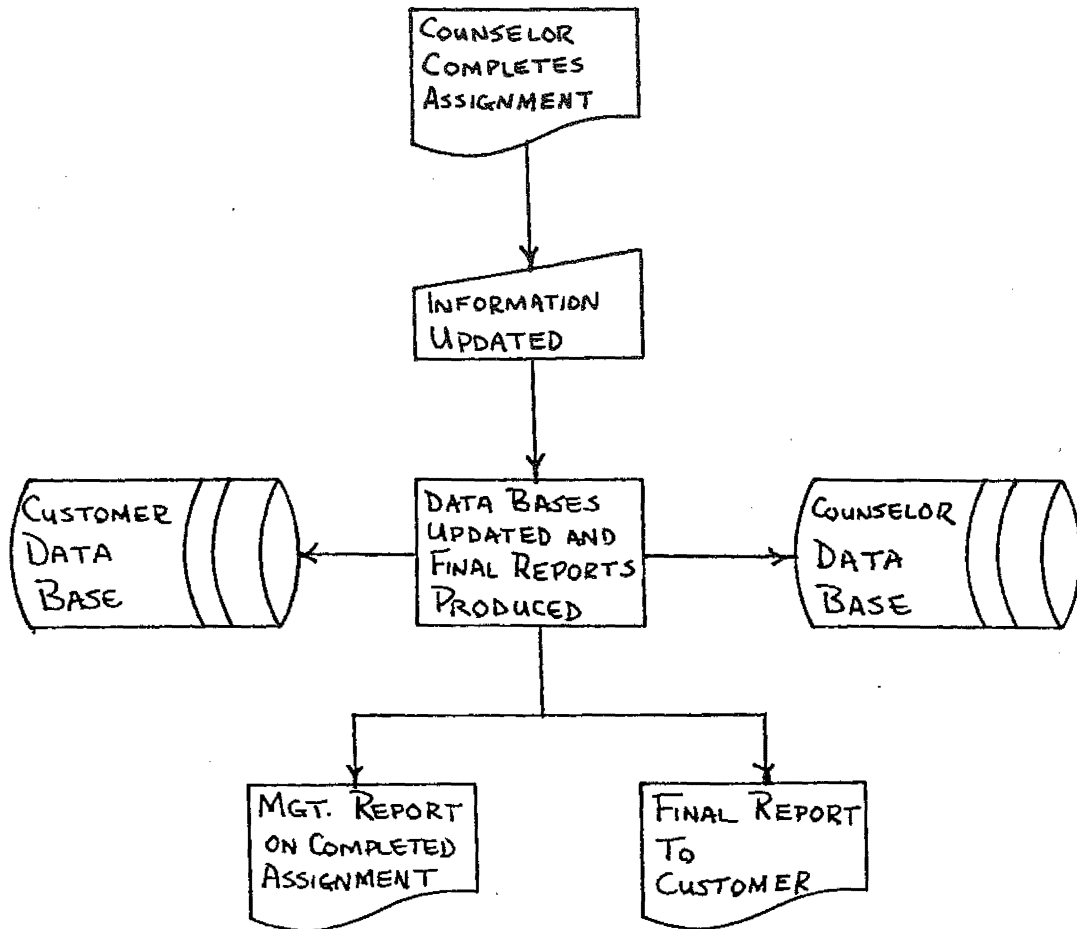 COUNSELOR
COMPLETES
ASSIGNMENT
INFORMATION
UPDATED
CUSTOMER
DATA
BASE
DATA BASES
UPDATED AND
FINAL REPORTS
PRODUCED
COUNSELOR
DATA
BASE
MGT. REPORT
ON COMPLETED
ASSIGNMENT
FINAL REPORT
TO
CUSTOMER